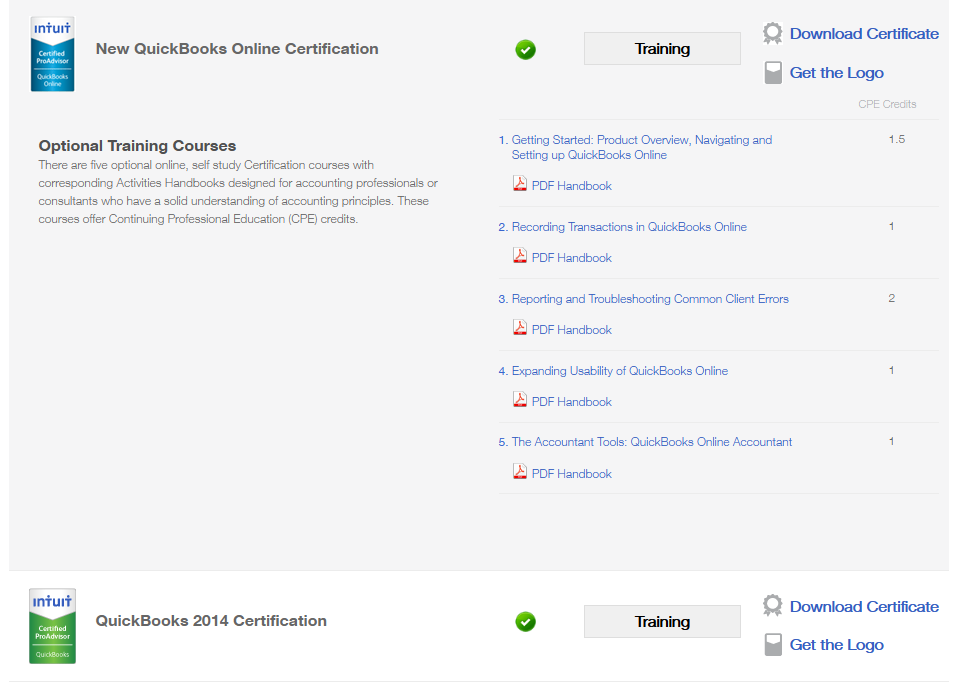 intuit
Certified
ProAdvisor
QuickBooks
Online
New QuickBooks Online Certification
Training
Download Certificate
Get the Logo
CPE Credits
Optional Training Courses
There are five optional online, self study Certification courses with
corresponding Activities Handbooks designed for accounting professionals or
consultants who have a solid understanding of accounting principles. These
courses offer Continuing Professional Education (CPE) credits.
1. Getting Started: Product Overview, Navigating and 1.5
Setting up QuickBooks Online
PDF Handbook
2. Recording Transactions in QuickBooks Online 1
PDF Handbook
3. Reporting and Troubleshooting Common Client Errors 2
PDF Handbook
4. Expanding Usability of QuickBooks Online 1
PDF Handbook
5. The Accountant Tools: QuickBooks Online Accountant 1
PDF Handbook
intuit
Certified
ProAdvisor
QuickBooks
QuickBooks 2014 Certification
Training
Download Certificate
Get the Logo